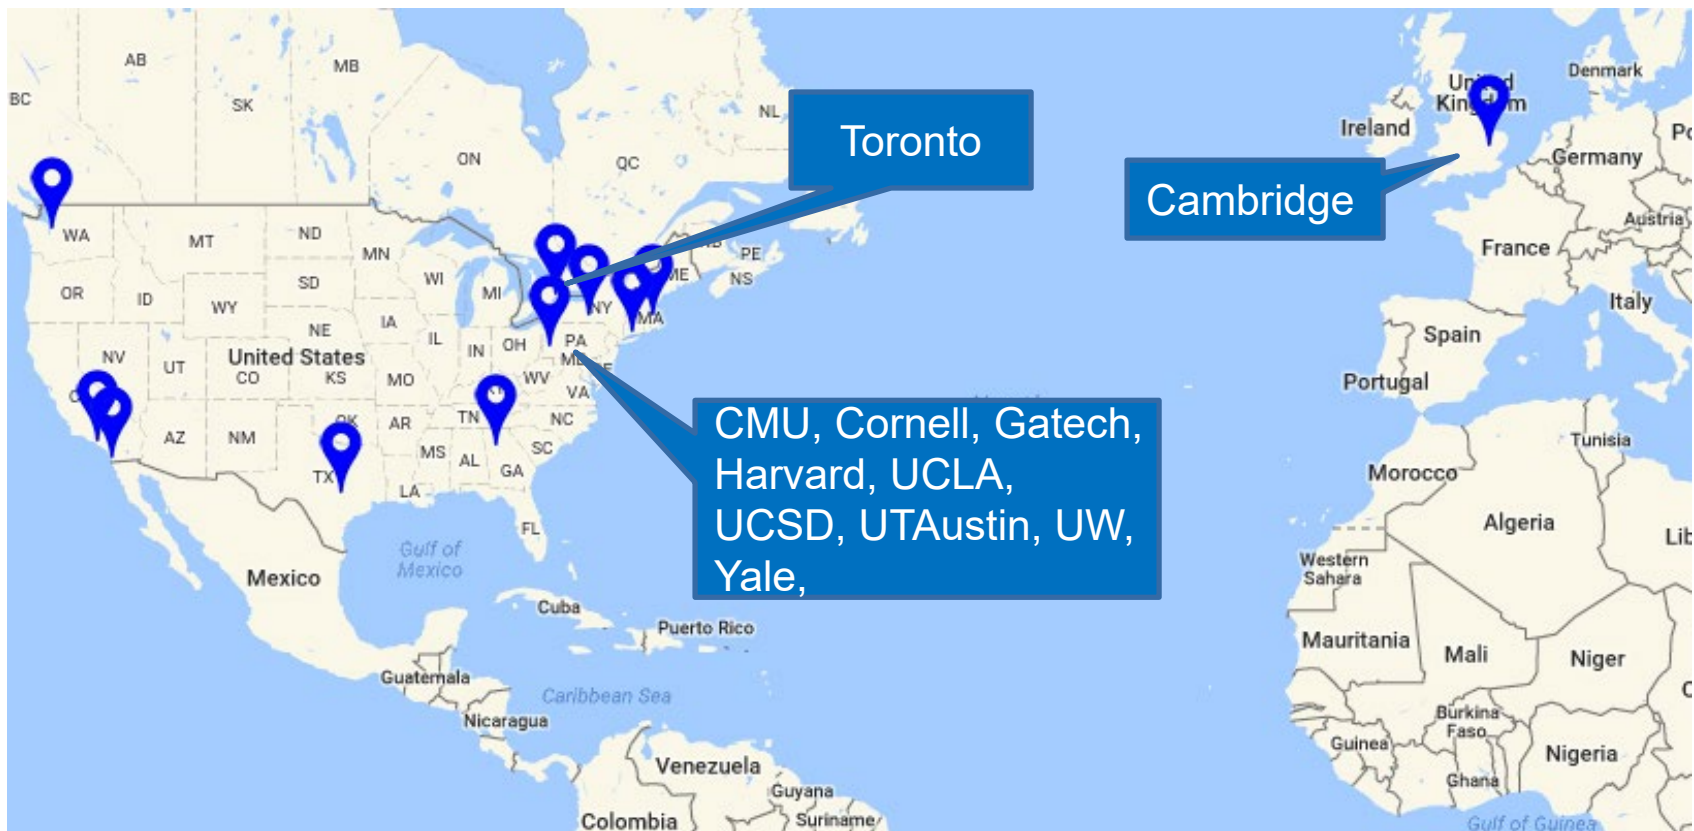 AB
MB
BC
SK
NL
ON
QC
Toronto
United
Kingdom
Denmark
Ireland
Germany
Cambridge
Austria
France
Italy
Spain
Portugal
WA
MT
ND
MN
OR
ID
SD
WI
MI
WY
NE
IA
IL
IN
OH
PA
NY
MA
ME
PE
NS
NV
UT
United States
CO
KS
MO
WV
VA
AZ
NM
OK
AR
TN
NC
SC
TX
LA
MS
AL
GA
FL
CMU, Cornell, Gatech,
Harvard, UCLA,
UCSD, UTAustin, UW,
Yale,
Tunisia
Morocco
Algeria
Western
Sahara
Mauritania
Mali
Niger
Burkina
Faso
Guinea
Ghana
Nigeria
Gulf of Guinea
Gulf of
Mexico
Mexico
Cuba
Puerto Rico
Guatemala
Caribbean Sea
Nicaragua
Venezuela
Guyana
Suriname
Colombia